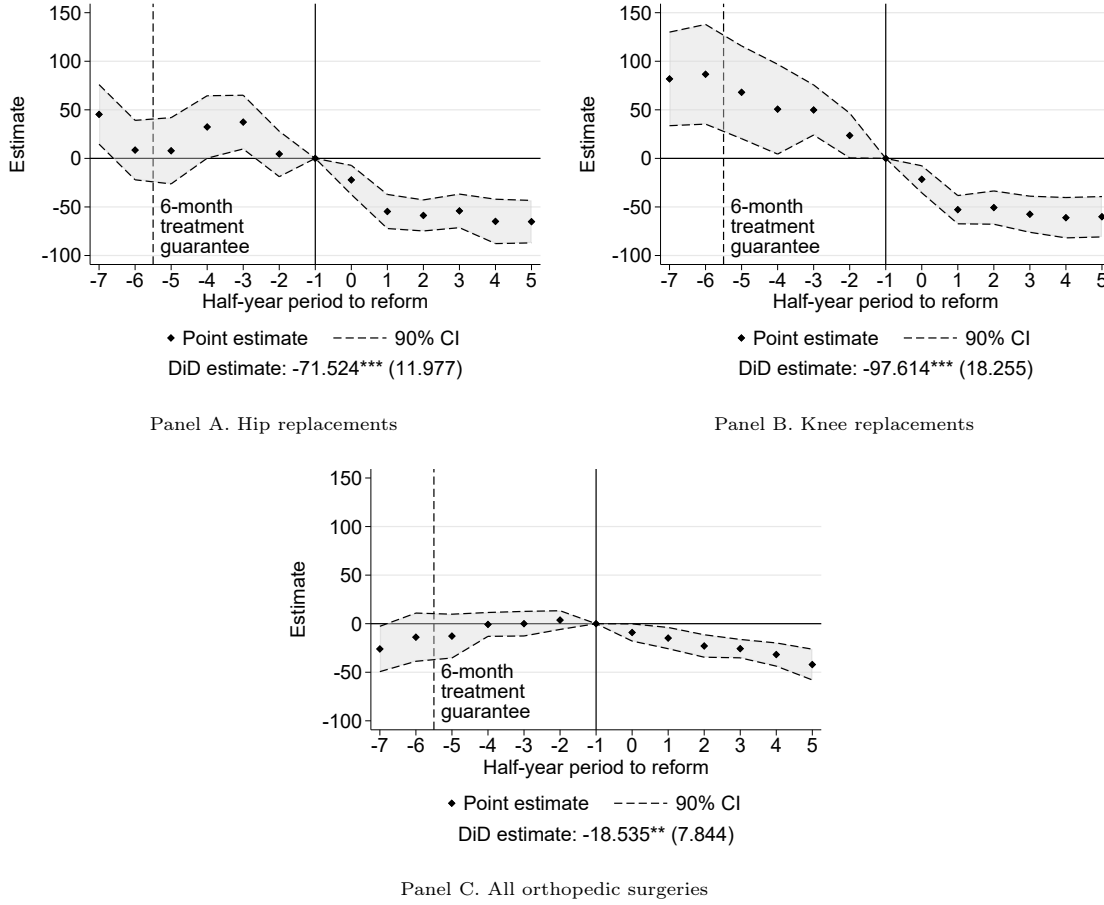 150
100
50
0
-50
-100
Estimate
6-month
treatment
guarantee
-7 -6 -5 -4 -3 -2 -1 0 1 2 3 4 5
Half-year period to reform
Point estimate 90% CI
DiD estimate: -71.524*** (11.977)
Panel A. Hip replacements
150
100
50
0
-50
-100
Estimate
6-month
treatment
guarantee
-7 -6 -5 -4 -3 -2 -1 0 1 2 3 4 5
Half-year period to reform
Point estimate 90% CI
DiD estimate: -97.614*** (18.255)
Panel B. Knee replacements
150
100
50
0
-50
-100
Estimate
6-month
treatment
guarantee
-7 -6 -5 -4 -3 -2 -1 0 1 2 3 4 5
Half-year period to reform
Point estimate 90% CI
DiD estimate: -18.535** (7.844)
Panel C. All orthopedic surgeries